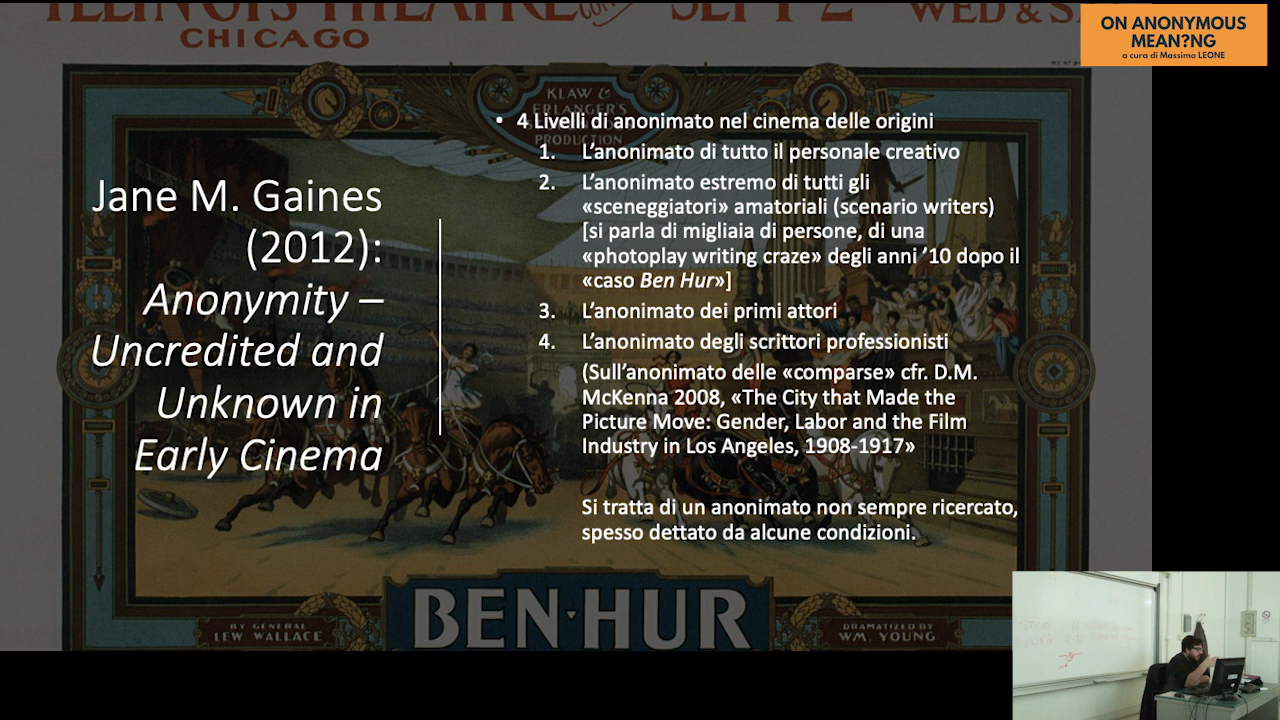 ILLINOIS THEATRE
SEPT 2
WED & S
CHICAGO
ON ANONYMOUS
MEAN?NG
a cura di Massimo LEONE
KLAW &
ERLANGER'S
PRODUCTION
Jane M. Gaines
(2012):
Anonymity –
Uncredited and
Unknown in
Early Cinema
• 4 Livelli di anonimato nel cinema delle origini
1. L'anonimato di tutto il personale creativo
2. L'anonimato estremo di tutti gli
«sceneggiatori» amatoriali (scenario writers)
[si parla di migliaia di persone, di una
«photoplay writing craze» degli anni '10 dopo il
«caso Ben Hur»]
3. L'anonimato dei primi attori
4. L'anonimato degli scrittori professionisti
(Sull'anonimato delle «comparse» cfr. D.M.
McKenna 2008, «The City that Made the
Picture Move: Gender, Labor and the Film
Industry in Los Angeles, 1908-1917»
Si tratta di un anonimato non sempre ricercato,
spesso dettato da alcune condizioni.
BY GENERAL
LEW WALLACE
BEN·HUR
DRAMATIZED BY
WM. YOUNG